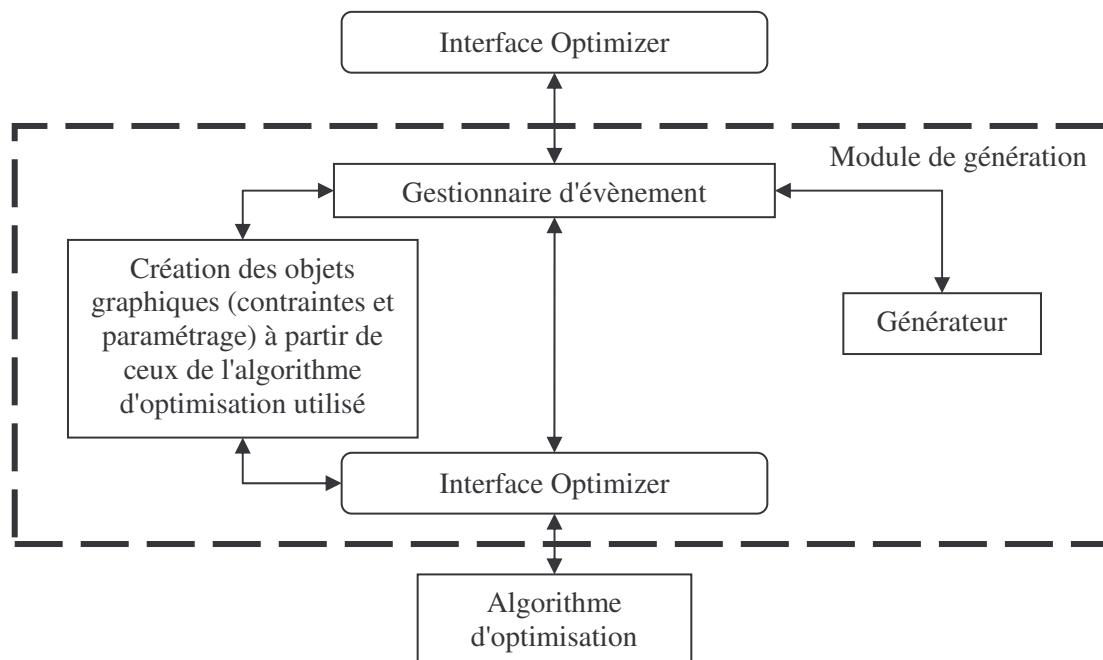 Interface Optimizer
Module de génération
Gestionnaire d'évènement
Création des objets
graphiques (contraintes et
paramétrage) à partir de
ceux de l'algorithme
d'optimisation utilisé
Générateur
Interface Optimizer
Algorithme
d'optimisation